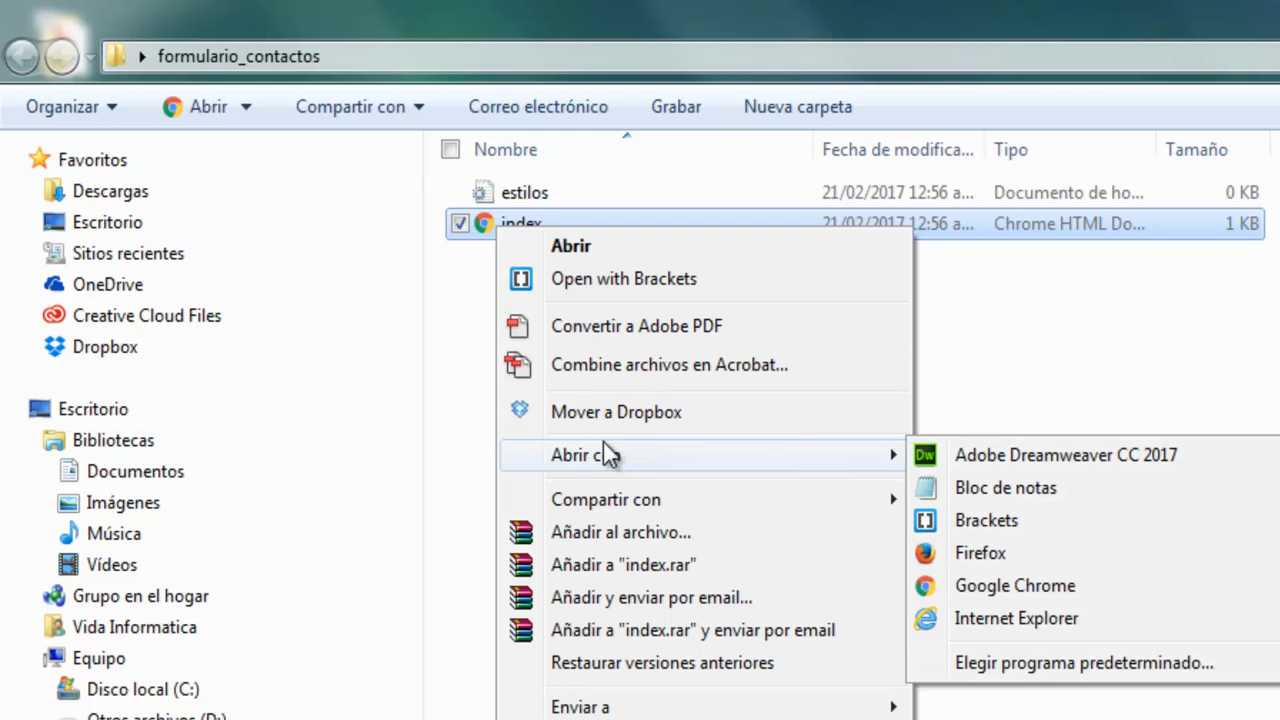 formulario_contactos
Organizar Abrir Compartir con Correo electrónico Grabar Nueva carpeta
Nombre Fecha de modifica... Tipo Tamaño
estilos 21/02/2017 12:56 a... Documento de ho... 0 KB
index 21/02/2017 12:56 a... Chrome HTML Do... 1 KB
Favoritos
Descargas
Escritorio
Sitios recientes
OneDrive
Creative Cloud Files
Dropbox
Escritorio
Bibliotecas
Documentos
Imágenes
Música
Vídeos
Grupo en el hogar
Vida Informatica
Equipo
Disco local (C:)
Otros archivos (D:)
Abrir
Open with Brackets
Convertir a Adobe PDF
Combine archivos en Acrobat...
Mover a Dropbox
Abrir
Compartir con
Añadir al archivo...
Añadir a "index.rar"
Añadir y enviar por email...
Añadir a "index.rar" y enviar por email
Restaurar versiones anteriores
Enviar a
Adobe Dreamweaver CC 2017
Bloc de notas
Brackets
Firefox
Google Chrome
Internet Explorer
Elegir programa predeterminado...